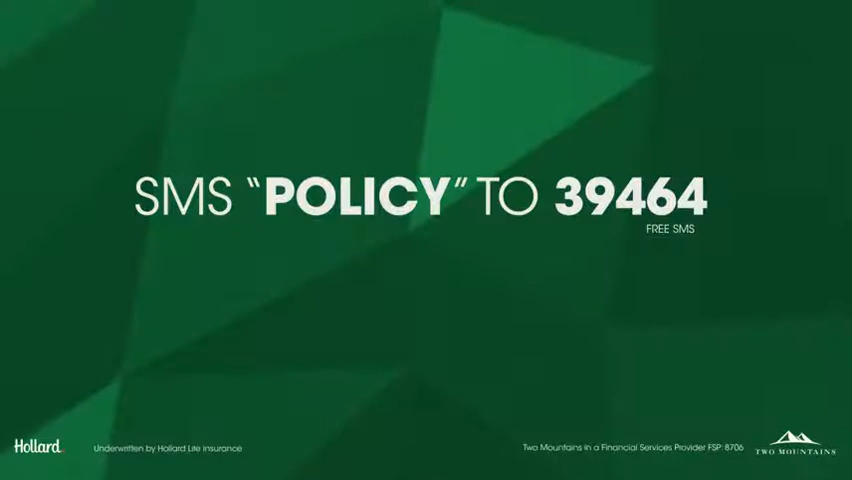 SMS “POLICY” TO 39464
FREE SMS
Hollard.
Underwritten by Hollard Life Insurance
Two Mountains in a Financial Services Provider FSP: 8706
TWO MOUNTAINS